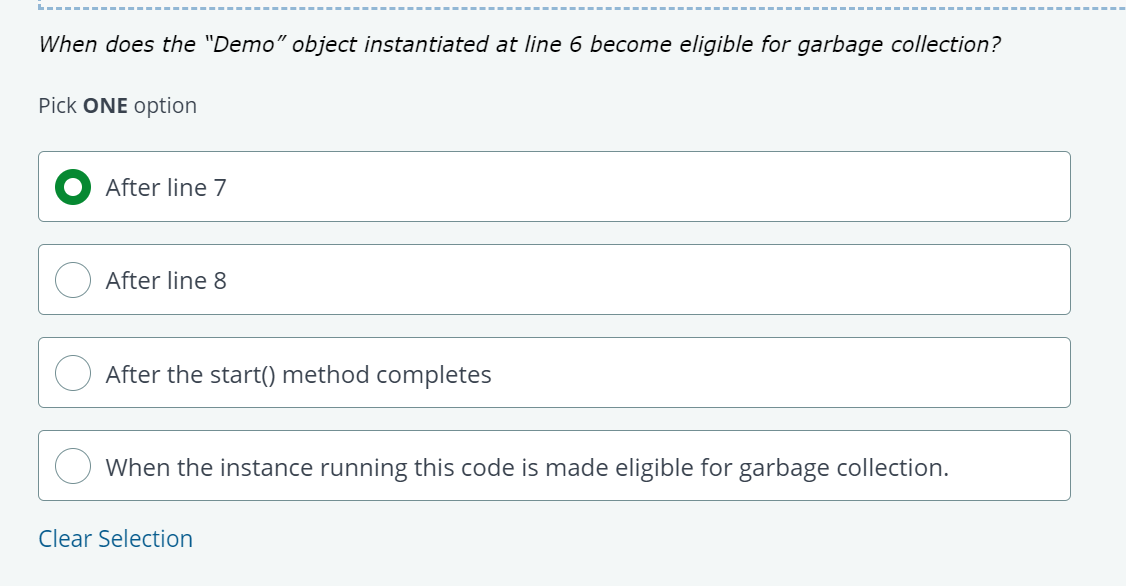 When does the “Demo” object instantiated at line 6 become eligible for garbage collection?
Pick ONE option
After line 7
After line 8
After the start() method completes
When the instance running this code is made eligible for garbage collection.
Clear Selection